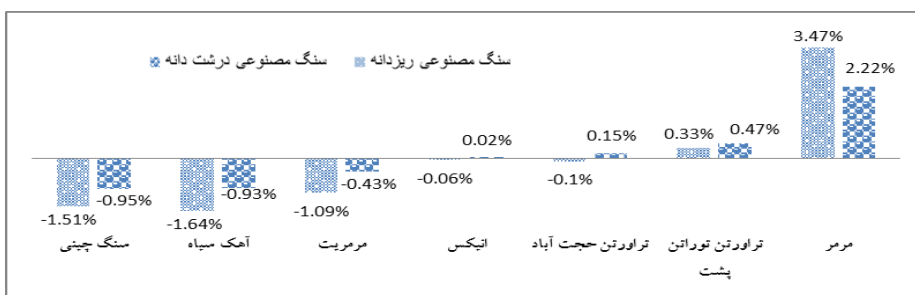 سنگ مصنوعی ریزدانه
سنگ مصنوعی درشت دانه
3.47%
2.22%
0.33%
0.47%
0.15%
-0.1%
0.02%
-0.06%
-0.43%
-1.09%
-0.93%
-1.64%
-0.95%
-1.51%
مرمر
تراورتن توراتن
پشت
تراورتن حجت آباد
انیکس
مرمریت
آهک سیاه
سنگ چینی